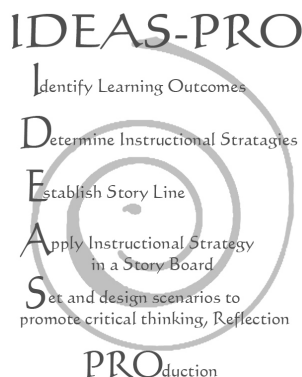 IDEAS-PRO
Identify Learning Outcomes
Determine Instructional Stratagies
Establish Story Line
Apply Instructional Strategy
in a Story Board
Set and design scenarios to
promote critical thinking, Reflection
PROduction